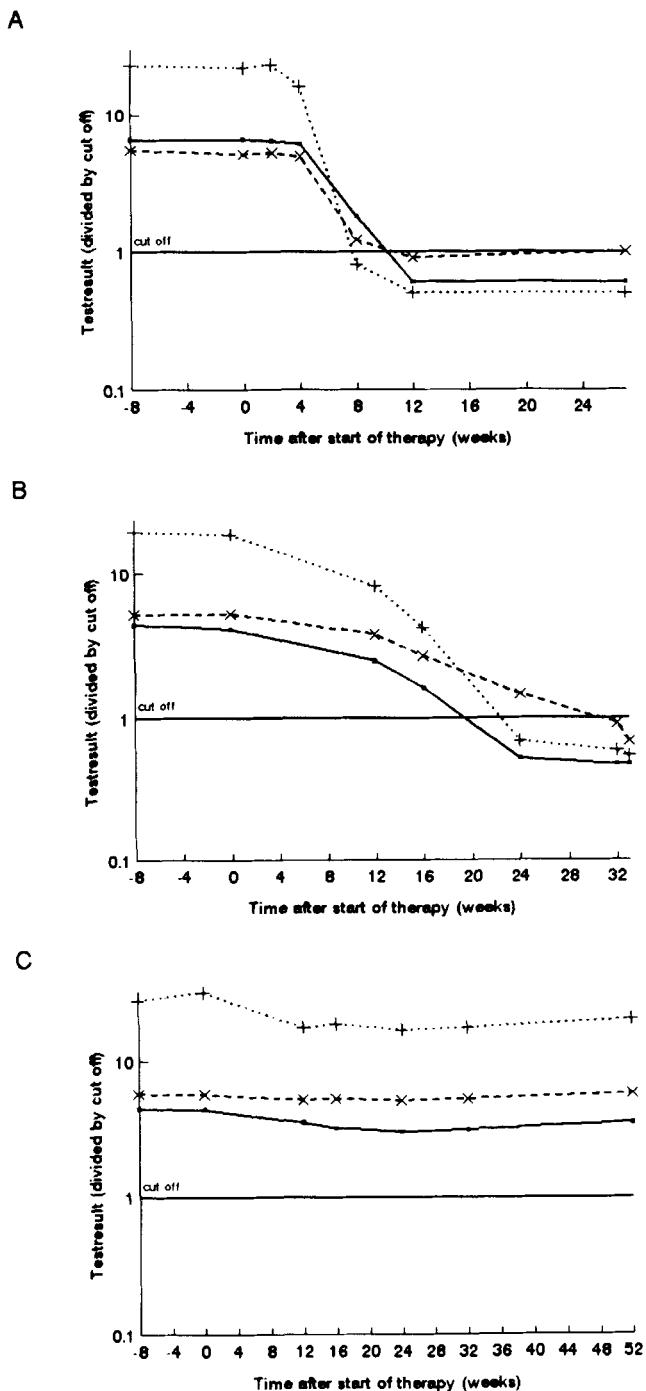 A
Testresult (divided by cut off)
10
cut off
1
0.1
-8 -4 0 4 8 12 16 20 24
Time after start of therapy (weeks)
B
Testresult (divided by cut off)
10
cut off
1
0.1
-8 -4 0 4 8 12 16 20 24 28 32
Time after start of therapy (weeks)
C
Testresult (divided by cut off)
10
cut off
1
0.1
-8 -4 0 4 8 12 16 20 24 28 32 36 40 44 48 52
Time after start of therapy (weeks)